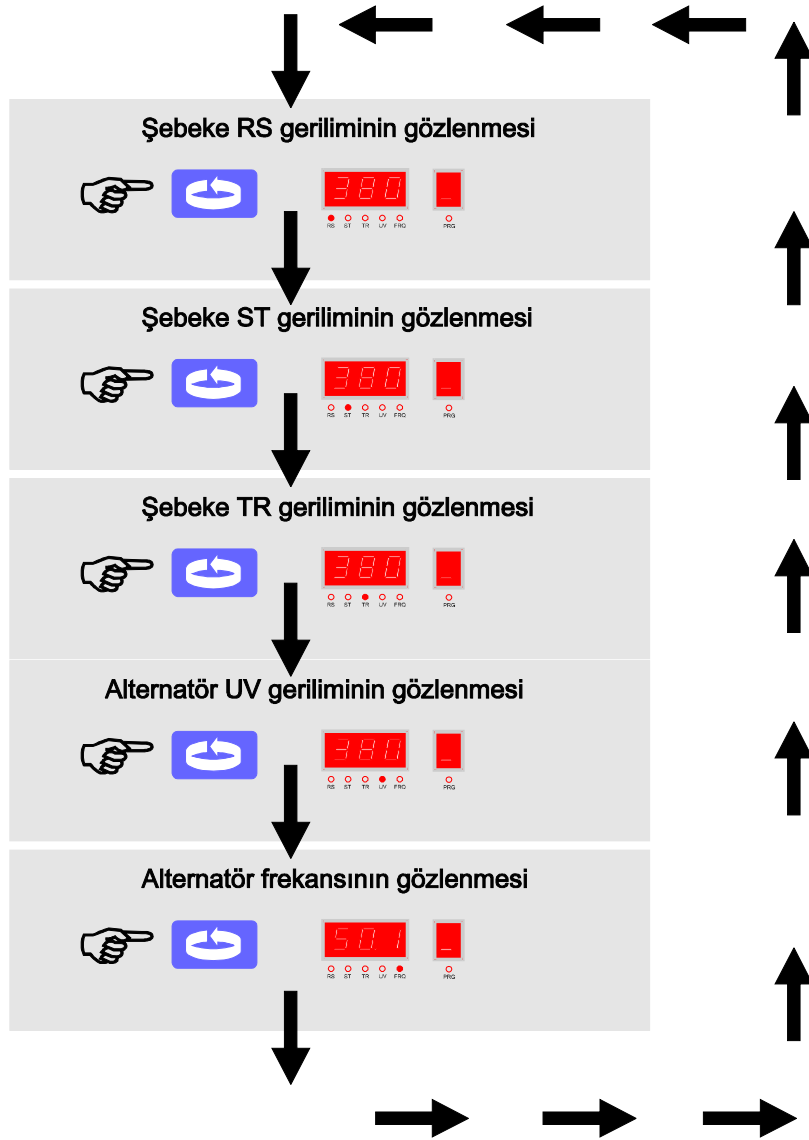 Şebeke RS geriliminin gözlenmesi
380 _
RS ST TR UV FRQ PRG
Şebeke ST geriliminin gözlenmesi
380 _
RS ST TR UV FRQ PRG
Şebeke TR geriliminin gözlenmesi
380 _
RS ST TR UV FRQ PRG
Alternatör UV geriliminin gözlenmesi
380 _
RS ST TR UV FRQ PRG
Alternatör frekansının gözlenmesi
501 _
RS ST TR UV FRQ PRG